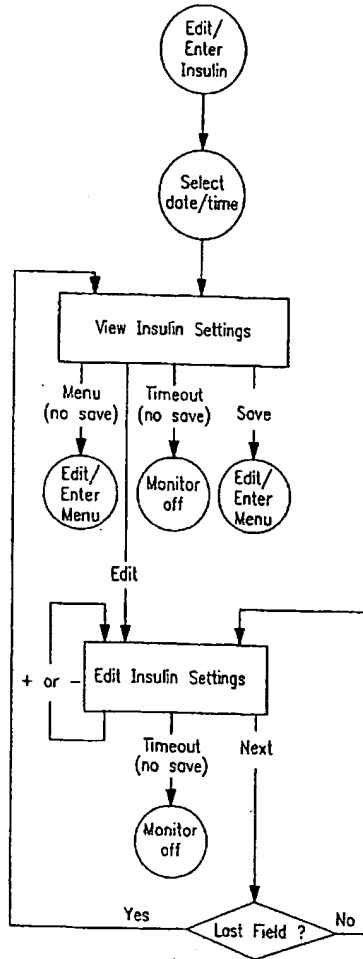 Edit/
Enter
Insulin
Select
date/time
View Insulin Settings
Menu
(no save)
Timeout
(no save)
Save
Edit/
Enter
Menu
Monitor
off
Edit/
Enter
Menu
Edit
+ or -
Edit Insulin Settings
Timeout
(no save)
Next
Monitor
off
Yes
Last Field ?
No